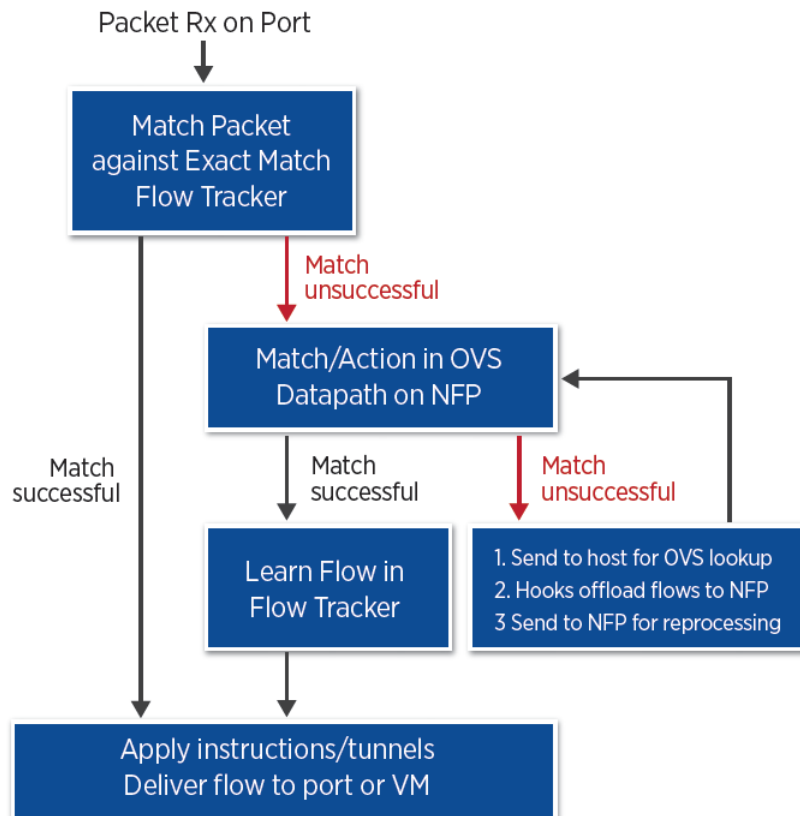 Packet Rx on Port
Match Packet
against Exact Match
Flow Tracker
Match
unsuccessful
Match/Action in OVS
Datapath on NFP
Match
successful
Match
successful
Match
unsuccessful
Learn Flow in
Flow Tracker
1. Send to host for OVS lookup
2. Hooks offload flows to NFP
3 Send to NFP for reprocessing
Apply instructions/tunnels
Deliver flow to port or VM